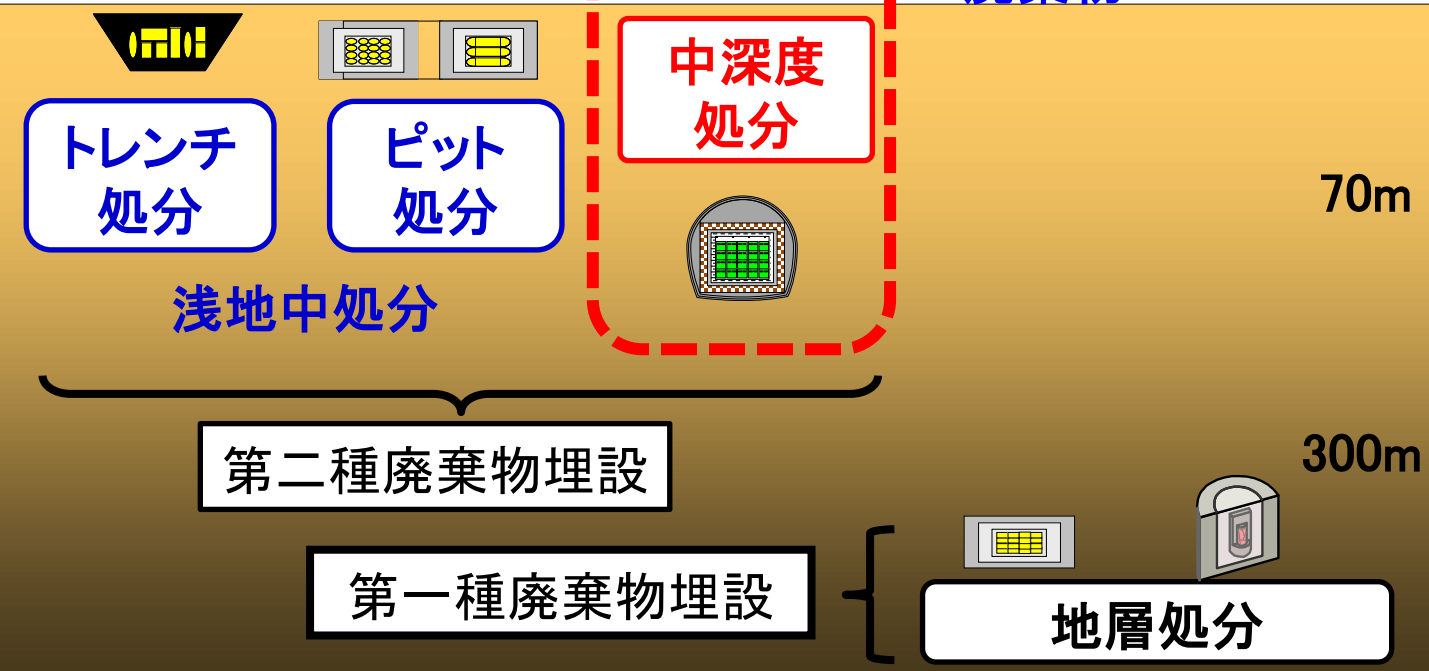 トレンチ
処分
ピット
処分
中深度
処分
70m
浅地中処分
第二種廃棄物埋設
300m
第一種廃棄物埋設
地層処分